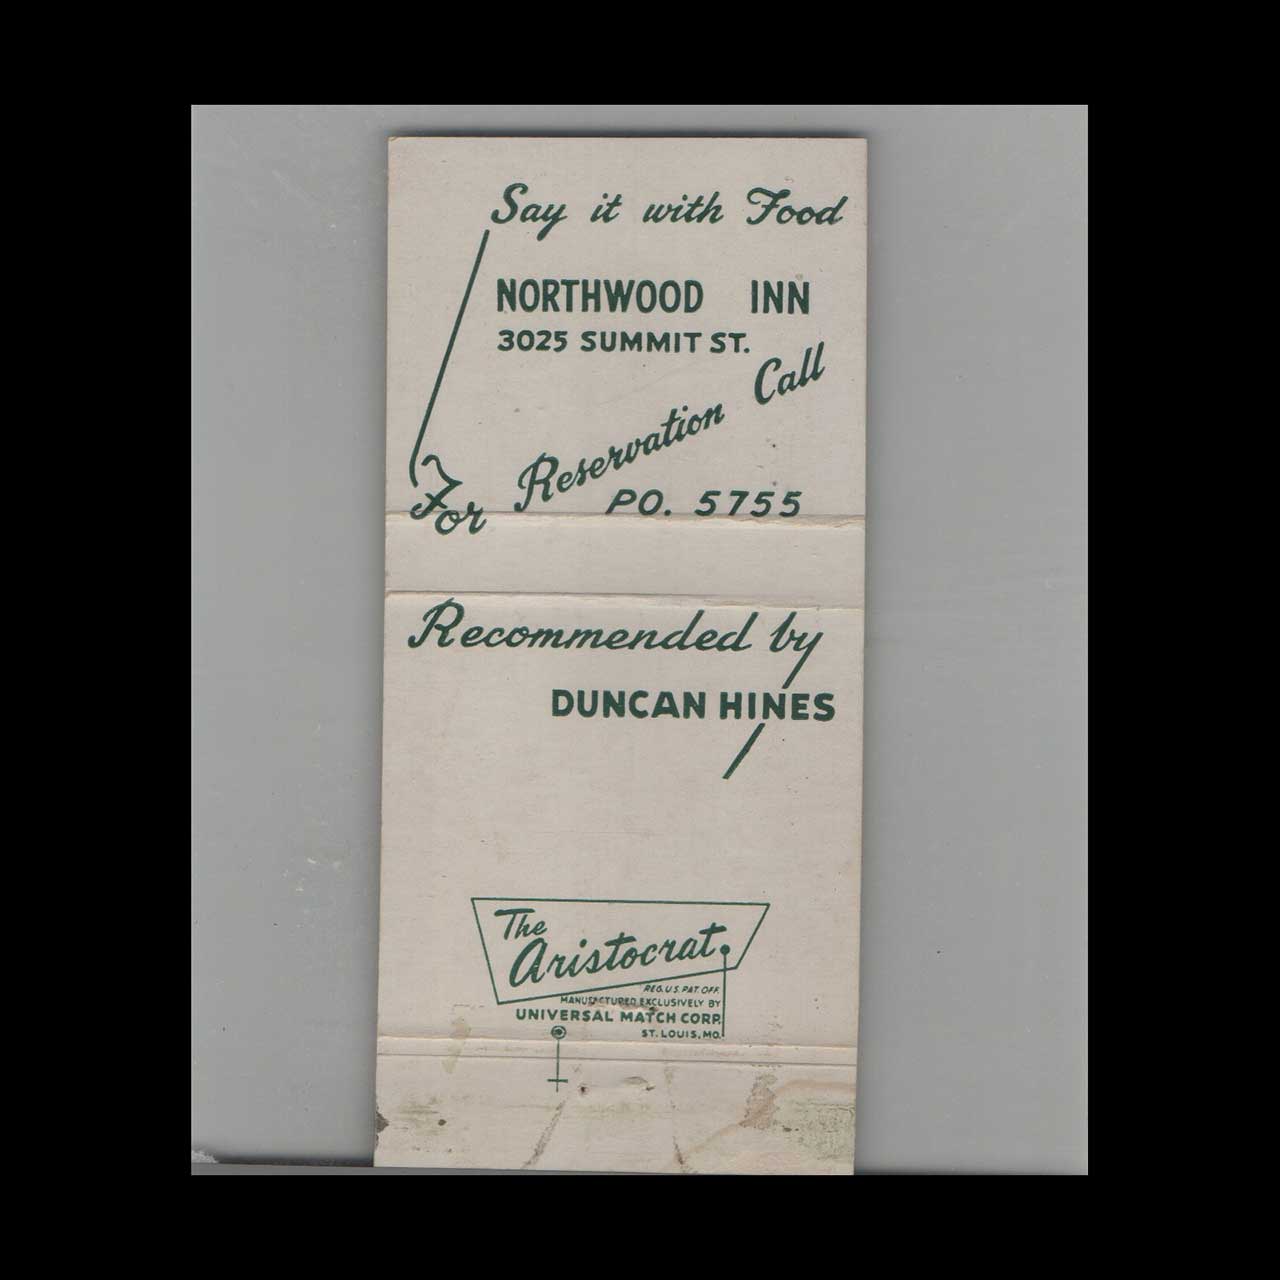 Say it with Food
NORTHWOOD INN
3025 SUMMIT ST.
For Reservation Call
PO. 5755
Recommended by
DUNCAN HINES
The
Aristocrat
REG. U.S. PAT. OFF.
MANUFACTURED EXCLUSIVELY BY
UNIVERSAL MATCH CORP.
ST. LOUIS, MO.